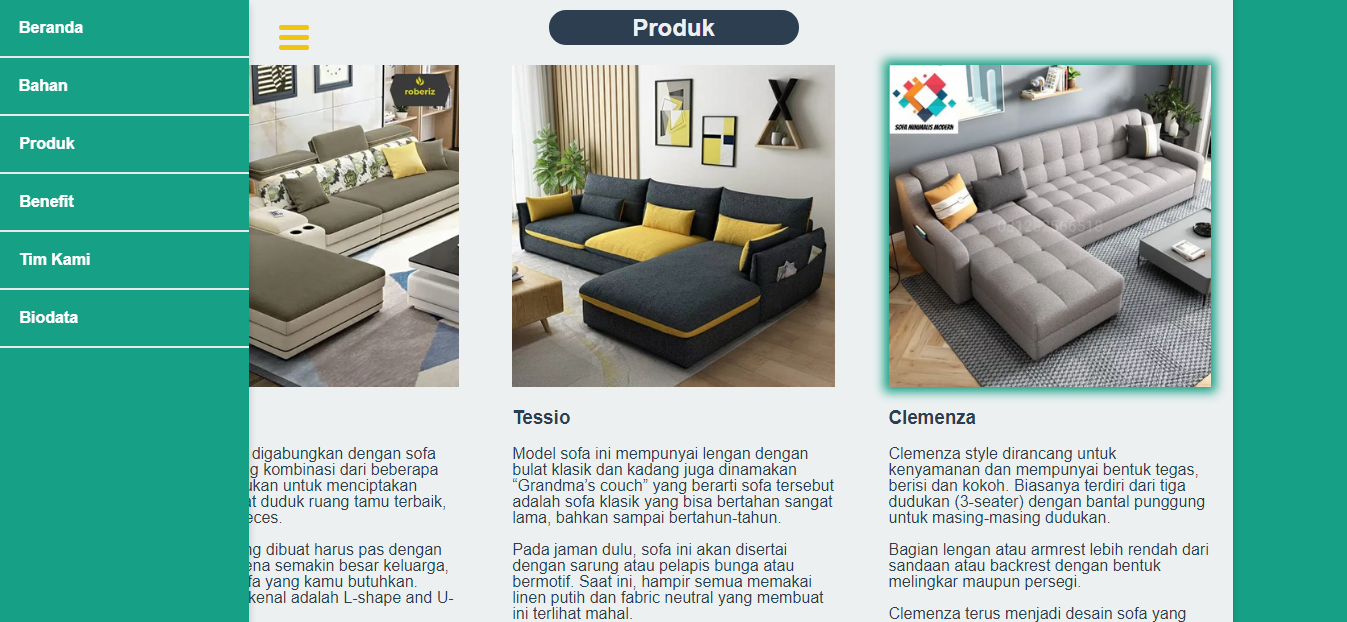 Beranda
Bahan
Produk
Benefit
Tim Kami
Biodata
Produk
roberiz
digabungkan dengan sofa
kombinasi dari beberapa
untuk menciptakan
duduk ruang tamu terbaik,
dibuat harus pas dengan
semakin besar keluarga,
yang kamu butuhkan.
adalah L-shape and U-
Tessio
Model sofa ini mempunyai lengan dengan
bulat klasik dan kadang juga dinamakan
“Grandma’s couch” yang berarti sofa tersebut
adalah sofa klasik yang bisa bertahan sangat
lama, bahkan sampai bertahun-tahun.
Pada jaman dulu, sofa ini akan disertai
dengan sarung atau pelapis bunga atau
bermotif. Saat ini, hampir semua memakai
linen putih dan fabric neutral yang membuat
ini terlihat mahal.
SOFA MINIMALIS MODERN
Clemenza
Clemenza style dirancang untuk
kenyamanan dan mempunyai bentuk tegas,
berisi dan kokoh. Biasanya terdiri dari tiga
dudukan (3-seater) dengan bantal punggung
untuk masing-masing dudukan.
Bagian lengan atau armrest lebih rendah dari
sandaan atau backrest dengan bentuk
melingkar maupun persegi.
Clemenza terus menjadi desain sofa yang